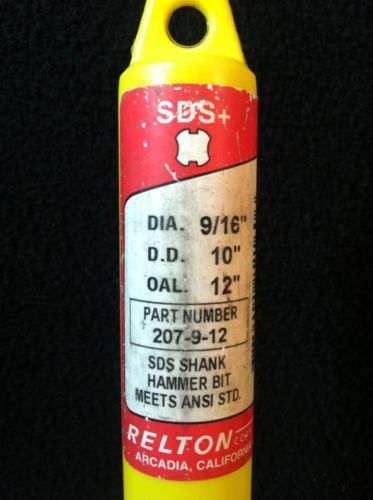 SDS+
DIA. 9/16"
D.D. 10"
OAL. 12"
PART NUMBER
207-9-12
SDS SHANK
HAMMER BIT
MEETS ANSI STD.
RELTON
ARCADIA, CALIFORNIA